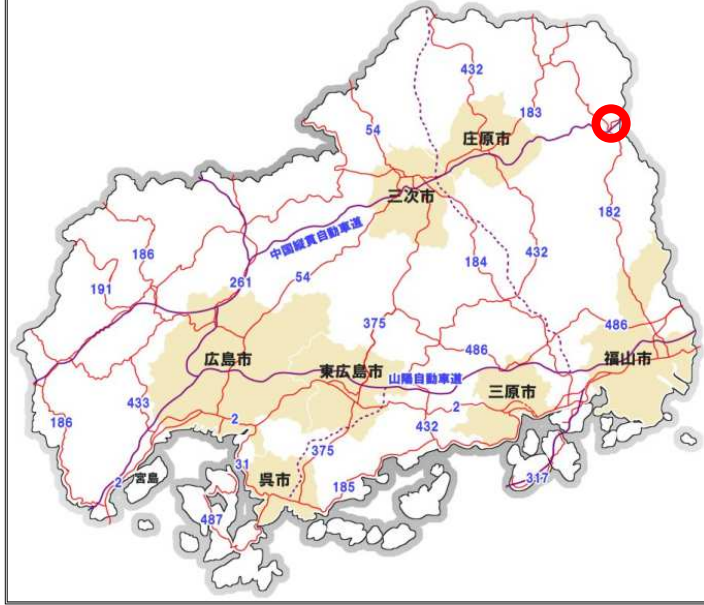 432
54
庄原市
183
三次市
182
中国縦貫自動車道
186
54
184
432
191
261
375
486
486
広島市
東広島市
山陽自動車道
福山市
三原市
433
2
2
186
432
375
31
呉市
185
2
宮島
487
317